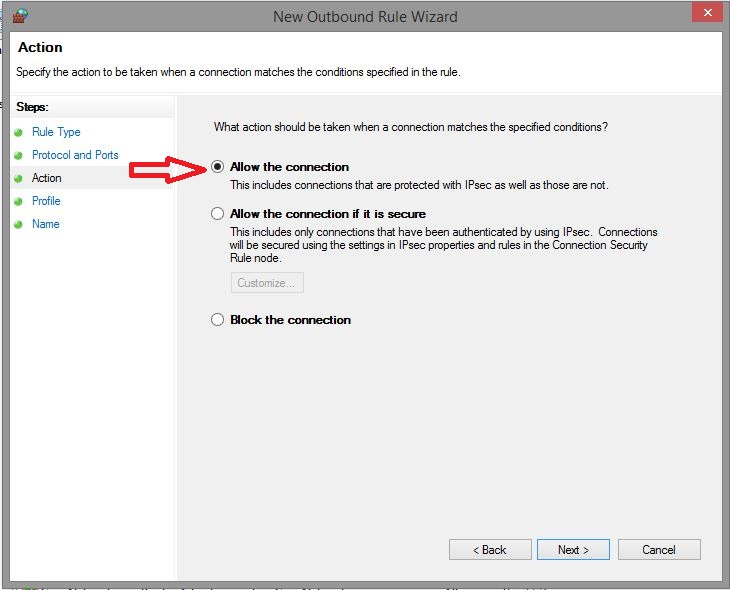 New Outbound Rule Wizard
Action
Specify the action to be taken when a connection matches the conditions specified in the rule.
Steps:
Rule Type
Protocol and Ports
Action
Profile
Name
What action should be taken when a connection matches the specified conditions?
Allow the connection
This includes connections that are protected with IPsec as well as those are not.
Allow the connection if it is secure
This includes only connections that have been authenticated by using IPsec. Connections
will be secured using the settings in IPsec properties and rules in the Connection Security
Rule node.
Customize...
Block the connection
< Back
Next >
Cancel